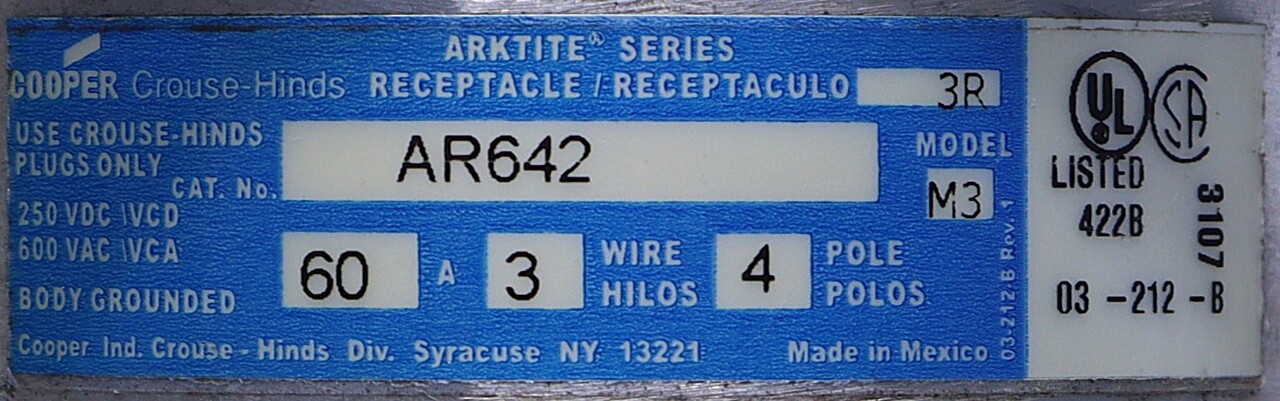 ARKTITE® SERIES
COOPER Crouse-Hinds RECEPTACLE / RECEPTACULO 3R
USE CROUSE-HINDS
PLUGS ONLY
CAT. No. AR642
MODEL
M3
250 VDC \VCD
600 VAC \VCA
60 A 3 WIRE 4 POLE
HILOS POLOS
BODY GROUNDED
Cooper Ind. Crouse - Hinds Div. Syracuse NY 13221 Made in Mexico
03-212.B Rev. 1
UL SA
LISTED
422B
3107
03 -212 -B